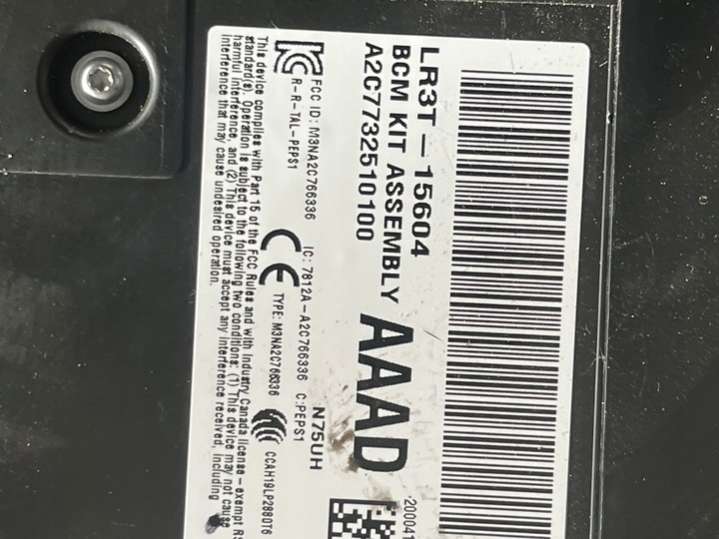 LR3T-15604
BCM KIT ASSEMBLY
A2C7732510100
AAAD
N75UH
FCC ID: M3NA2C766336 IC: 7812A-A2C766336 C:PEPS1
R-R-TAL-PEPS1
TYPE: M3NA2C766336
CCAH19LP2880T6
This device complies with Part 15 of the FCC Rules and with Industry Canada license - exempt
standard(s). Operation is subject to the following two conditions: (1) This device may not cause
harmful interference, and (2) This device must accept any interference received, including
interference that may cause undesired operation.